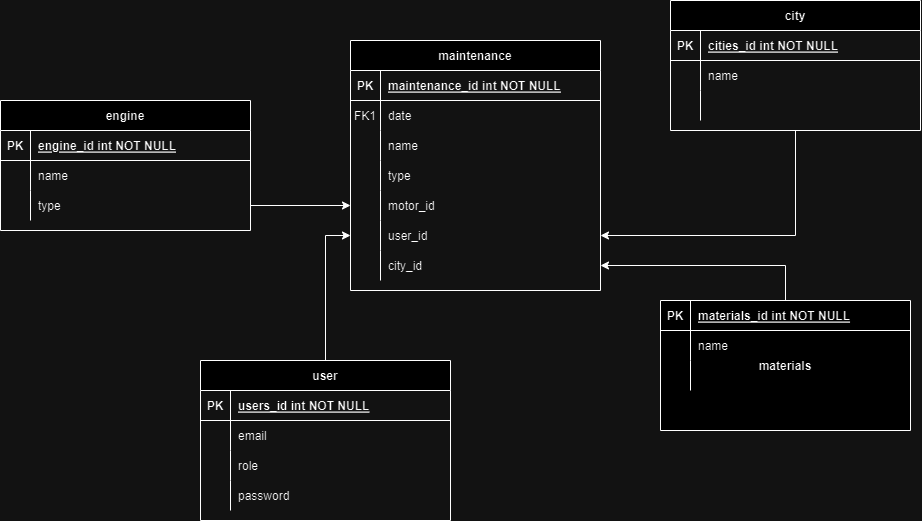 city
PK cities_id int NOT NULL
name
maintenance
PK maintenance_id int NOT NULL
FK1 date
name
type
motor_id
user_id
city_id
engine
PK engine_id int NOT NULL
name
type
PK materials_id int NOT NULL
name
materials
user
PK users_id int NOT NULL
email
role
password